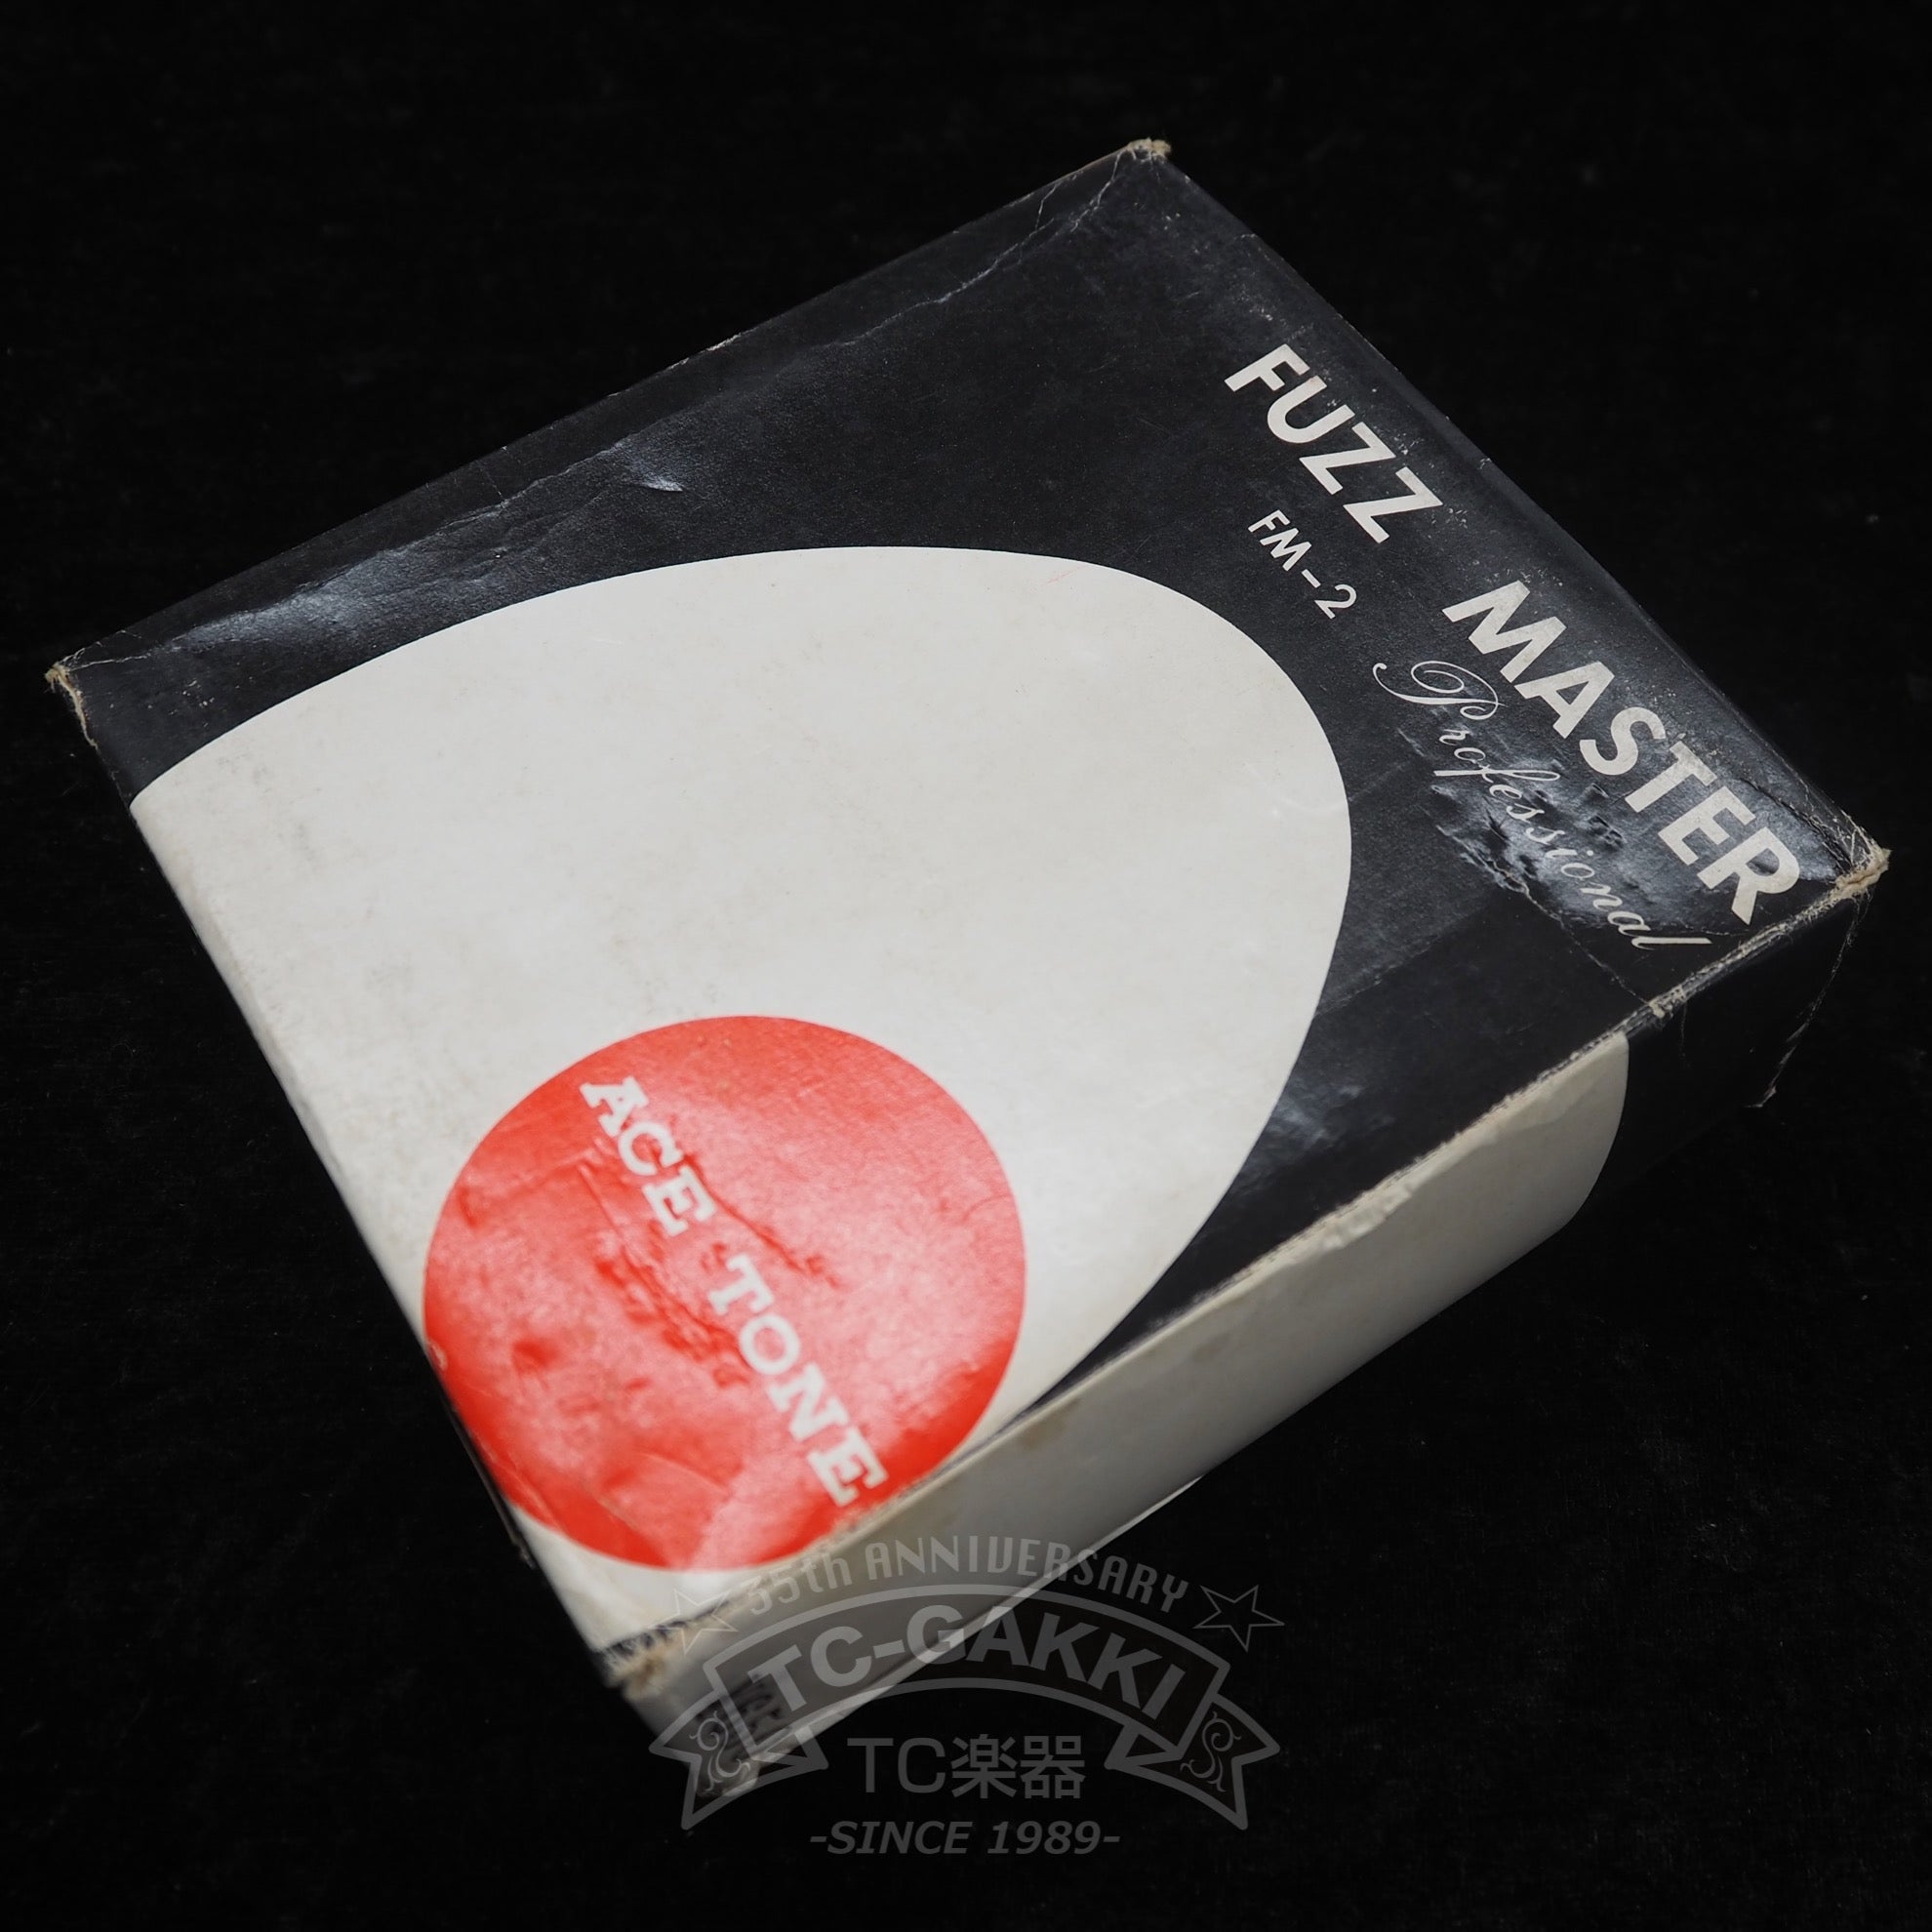 FUZZ MASTER
FM-2
Professional
ACE TONE
35th ANNIVERSARY
TC-GAKKI
TC楽器
-SINCE 1989-